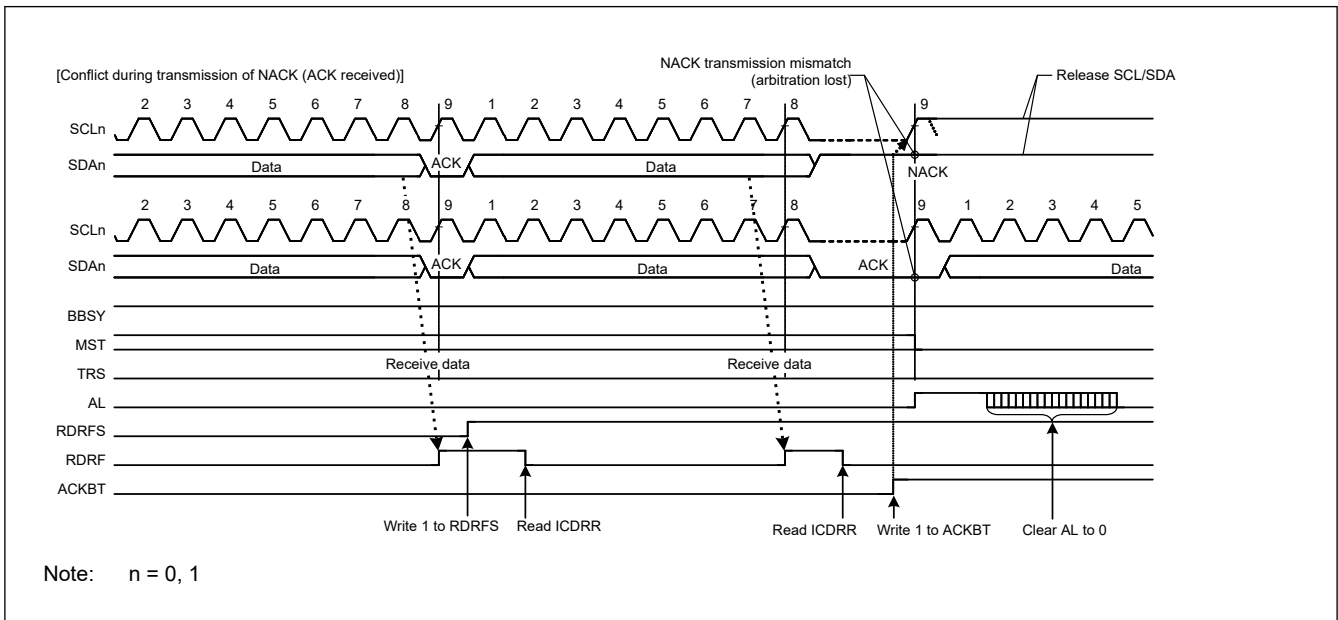 [Conflict during transmission of NACK (ACK received)]
NACK transmission mismatch
(arbitration lost)
Release SCL/SDA
2 3 4 5 6 7 8 9 1 2 3 4 5 6 7 8 9
SCLn
SDAn Data ACK Data NACK
2 3 4 5 6 7 8 9 1 2 3 4 5 6 7 8 9 1 2 3 4 5
SCLn
SDAn Data ACK Data ACK Data
BBSY
MST
Receive data Receive data
TRS
AL
RDRFS
RDRF
ACKBT
Write 1 to RDRFS Read ICDRR Read ICDRR Write 1 to ACKBT Clear AL to 0
Note: n = 0, 1